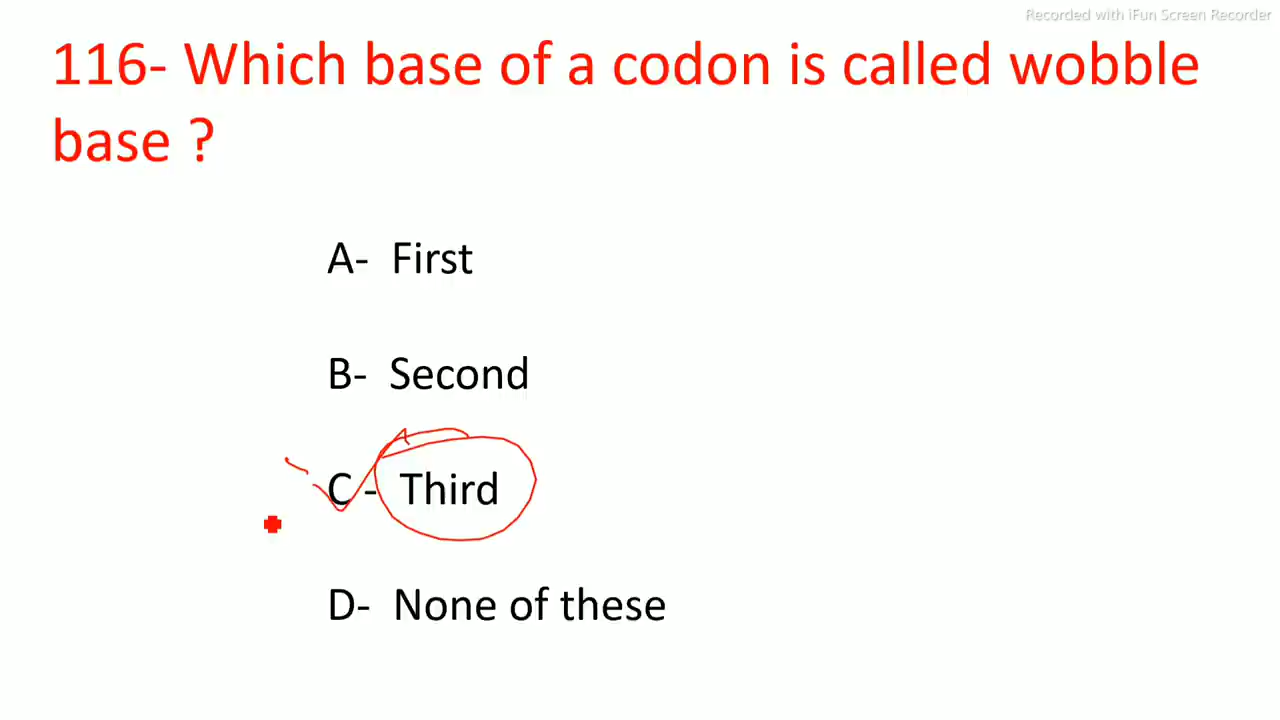 Recorded with iFun Screen Recorder
116- Which base of a codon is called wobble
base ?
A- First
B- Second
C - Third
D- None of these